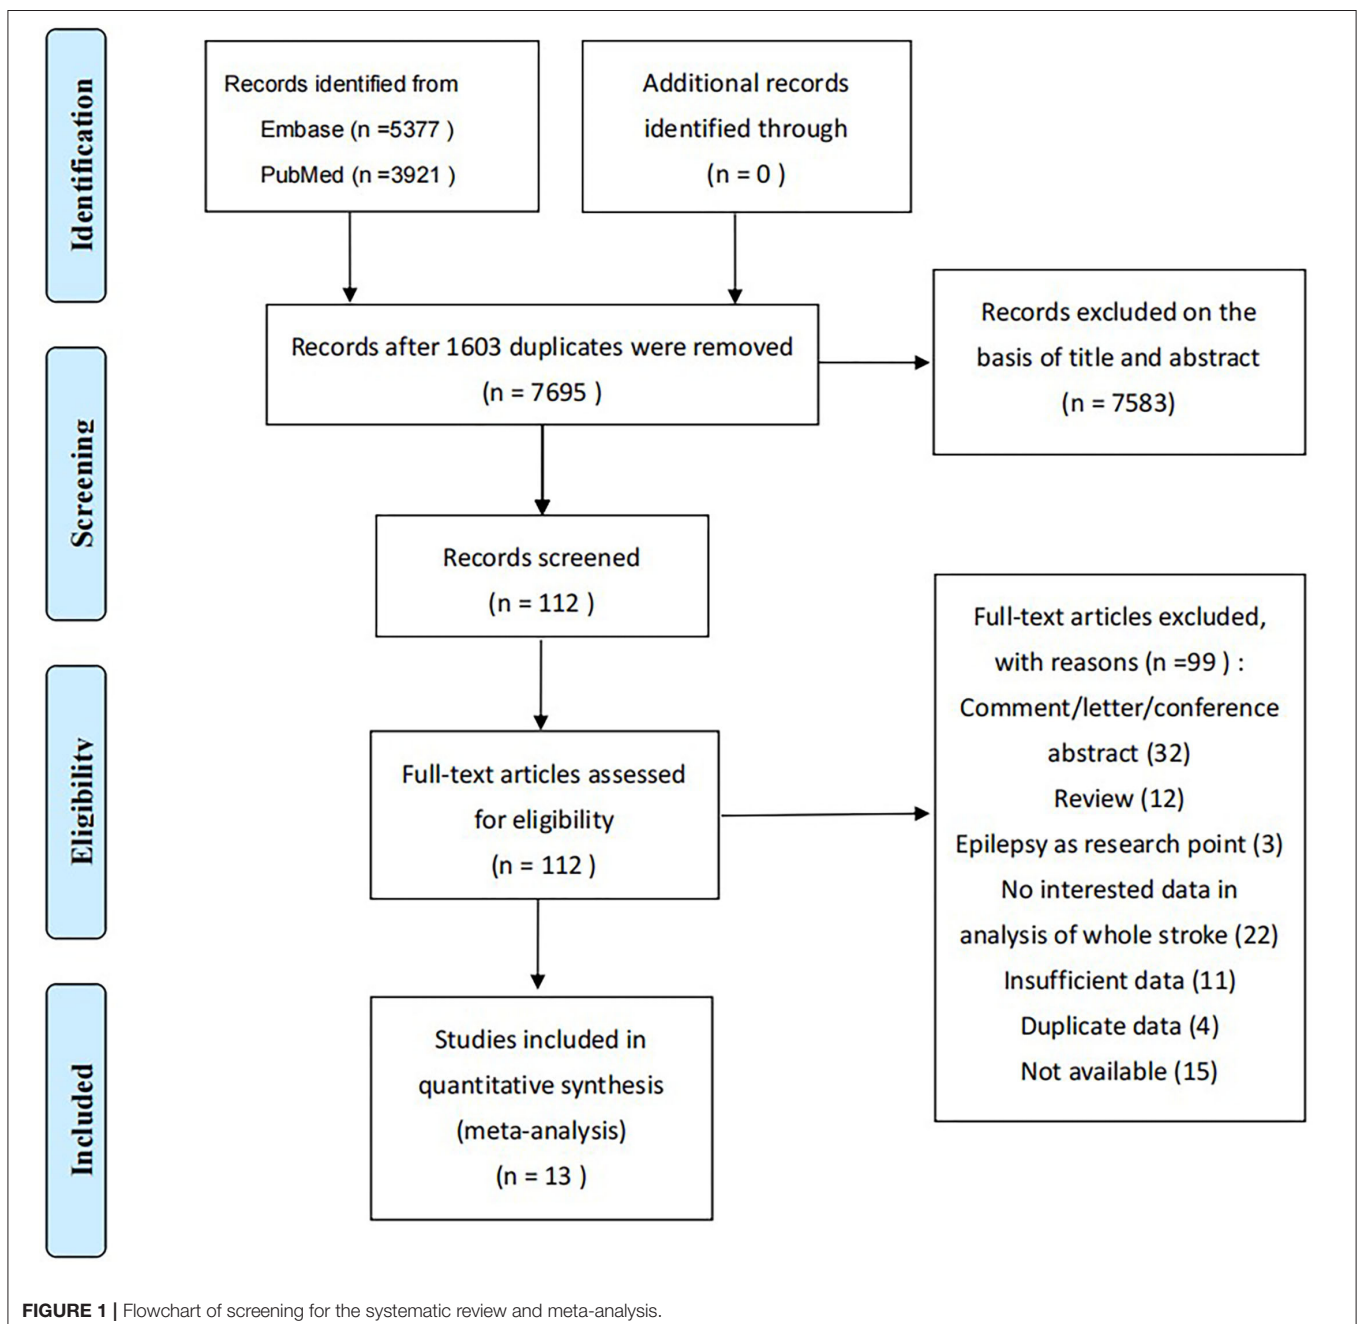 Identification
Records identified from
Embase (n =5377 )
PubMed (n =3921 )
Additional records
identified through
(n = 0 )
Records after 1603 duplicates were removed
(n = 7695 )
Records excluded on the
basis of title and abstract
(n = 7583)
Screening
Records screened
(n = 112 )
Eligibility
Full-text articles assessed
for eligibility
(n = 112 )
Full-text articles excluded,
with reasons (n =99 ) :
Comment/letter/conference
abstract (32)
Review (12)
Epilepsy as research point (3)
No interested data in
analysis of whole stroke (22)
Insufficient data (11)
Duplicate data (4)
Not available (15)
Included
Studies included in
quantitative synthesis
(meta-analysis)
(n = 13 )
FIGURE 1 | Flowchart of screening for the systematic review and meta-analysis.